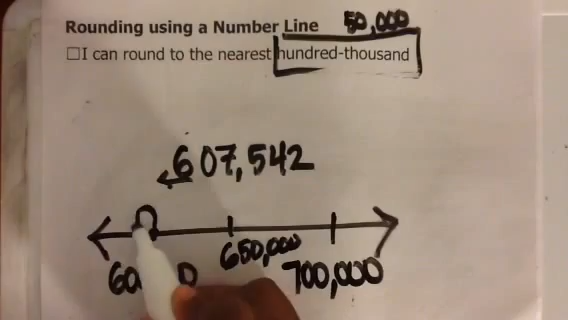 Rounding using a Number Line 50,000
□I can round to the nearest hundred-thousand
607,542
650,000
700,000